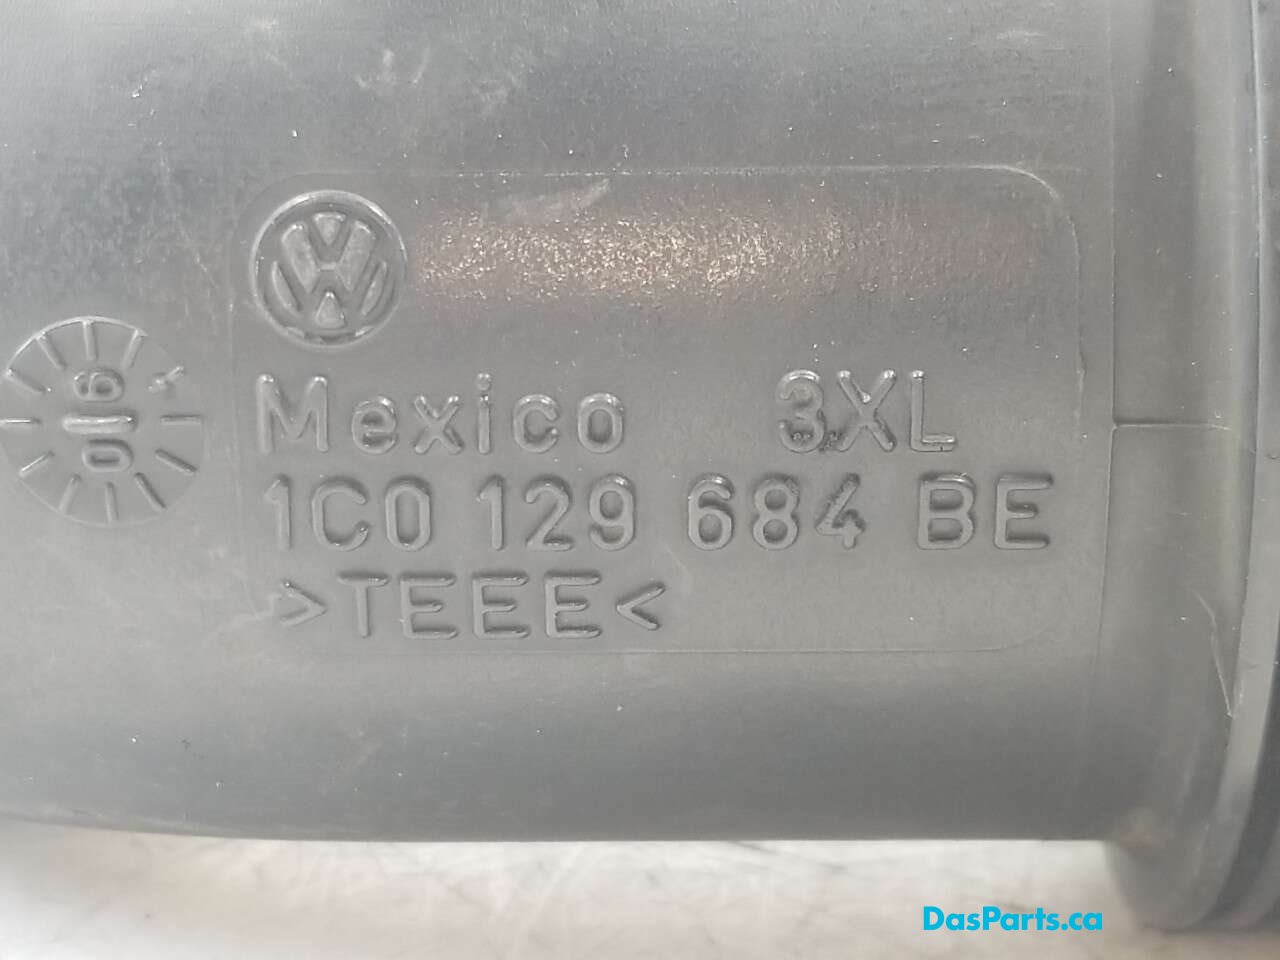 Mexico 3XL
1C0 129 684 BE
>TEEE<
DasParts.ca